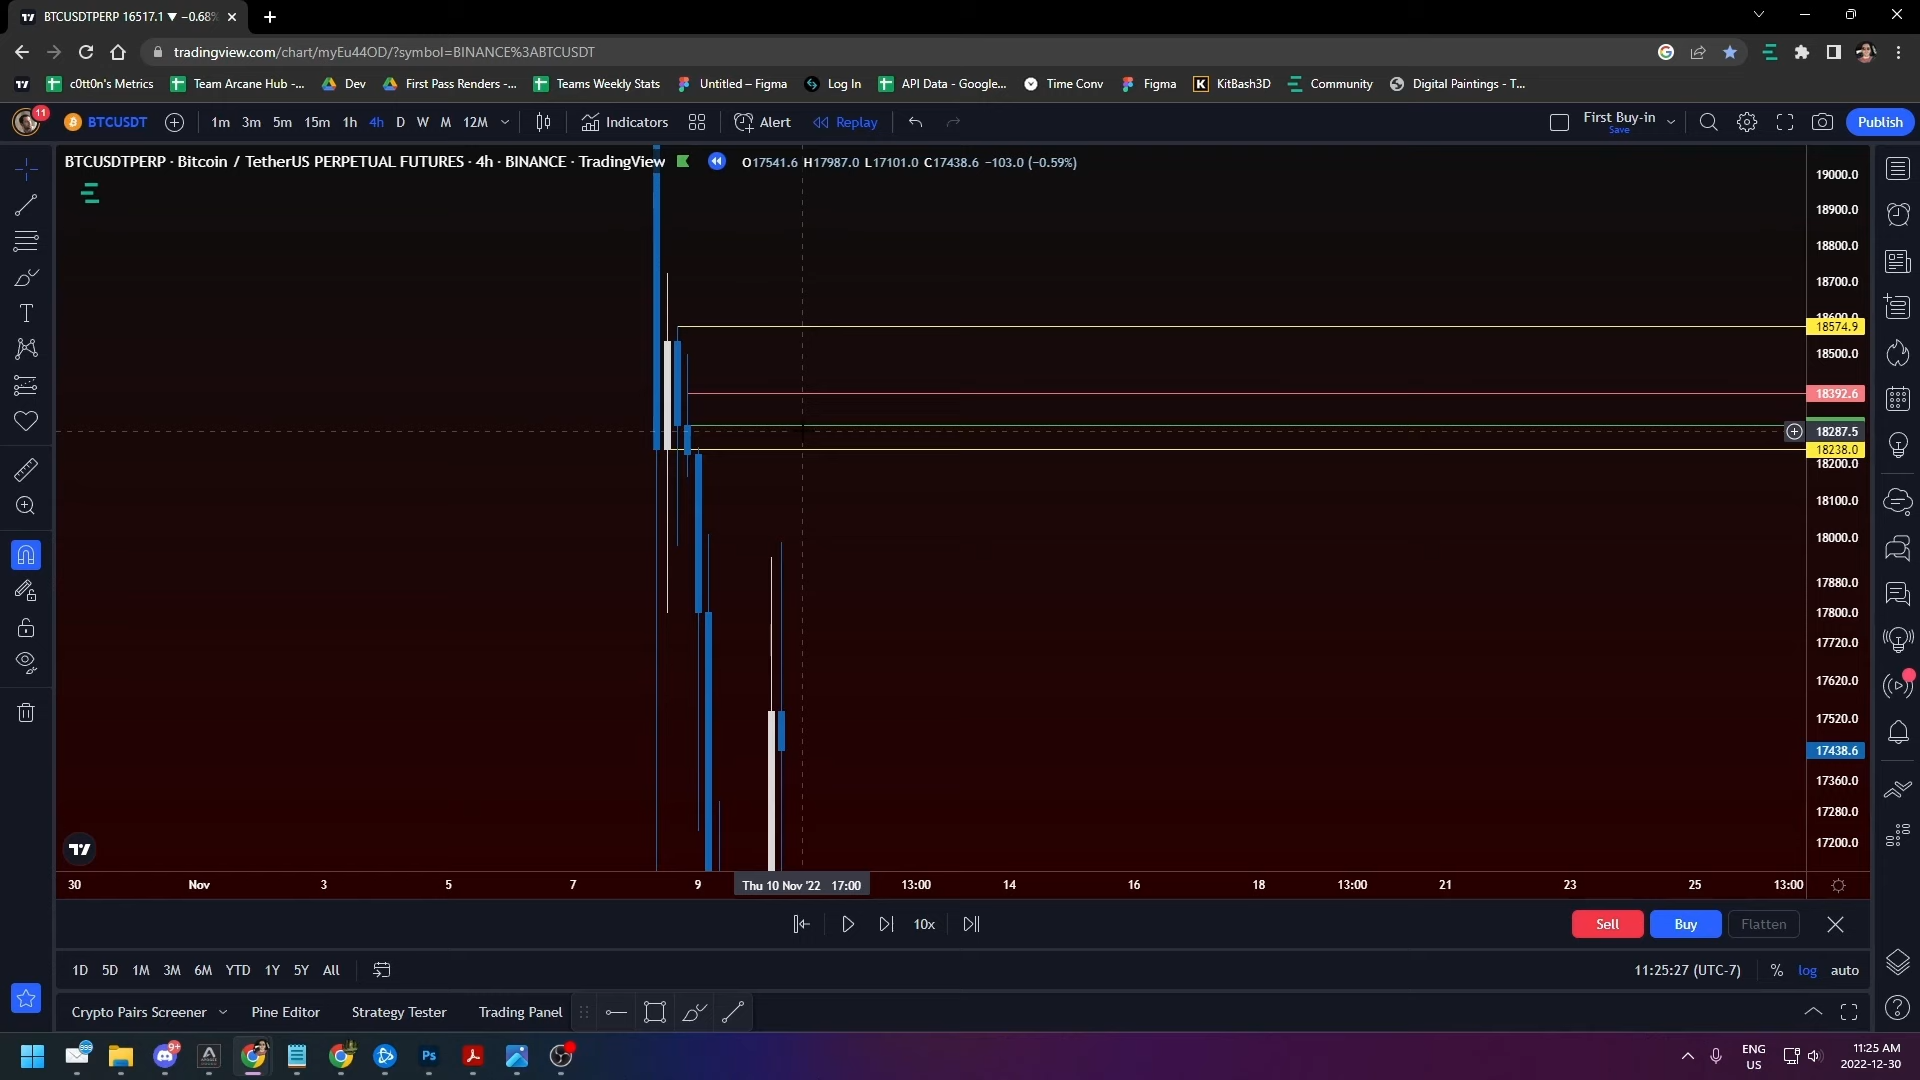 BTCUSDTPERP 16517.1 ▼ −0.68%
tradingview.com/chart/myEu44OD/?symbol=BINANCE%3ABTCUSDT
c0tt0n's Metrics
Team Arcane Hub -...
Dev
First Pass Renders -...
Teams Weekly Stats
Untitled – Figma
Log In
API Data - Google...
Time Conv
Figma
KitBash3D
Community
Digital Paintings - T...
11
BTCUSDT
1m 3m 5m 15m 1h 4h D W M 12M
Indicators
Alert
Replay
First Buy-in
Save
Publish
BTCUSDTPERP · Bitcoin / TetherUS PERPETUAL FUTURES · 4h · BINANCE · TradingView
O17541.6 H17987.0 L17101.0 C17438.6 −103.0 (−0.59%)
19000.0
18900.0
18800.0
18700.0
18600.0
18574.9
18500.0
18392.6
18287.5
18238.0
18200.0
18100.0
18000.0
17880.0
17800.0
17720.0
17620.0
17520.0
17438.6
17360.0
17280.0
17200.0
30 Nov 3 5 7 9 Thu 10 Nov '22 17:00 13:00 14 16 18 13:00 21 23 25 13:00
10x
Sell
Buy
Flatten
1D 5D 1M 3M 6M YTD 1Y 5Y All
11:25:27 (UTC-7) % log auto
Crypto Pairs Screener
Pine Editor
Strategy Tester
Trading Panel
999
9+
Ps
ENG
US
11:25 AM
2022-12-30